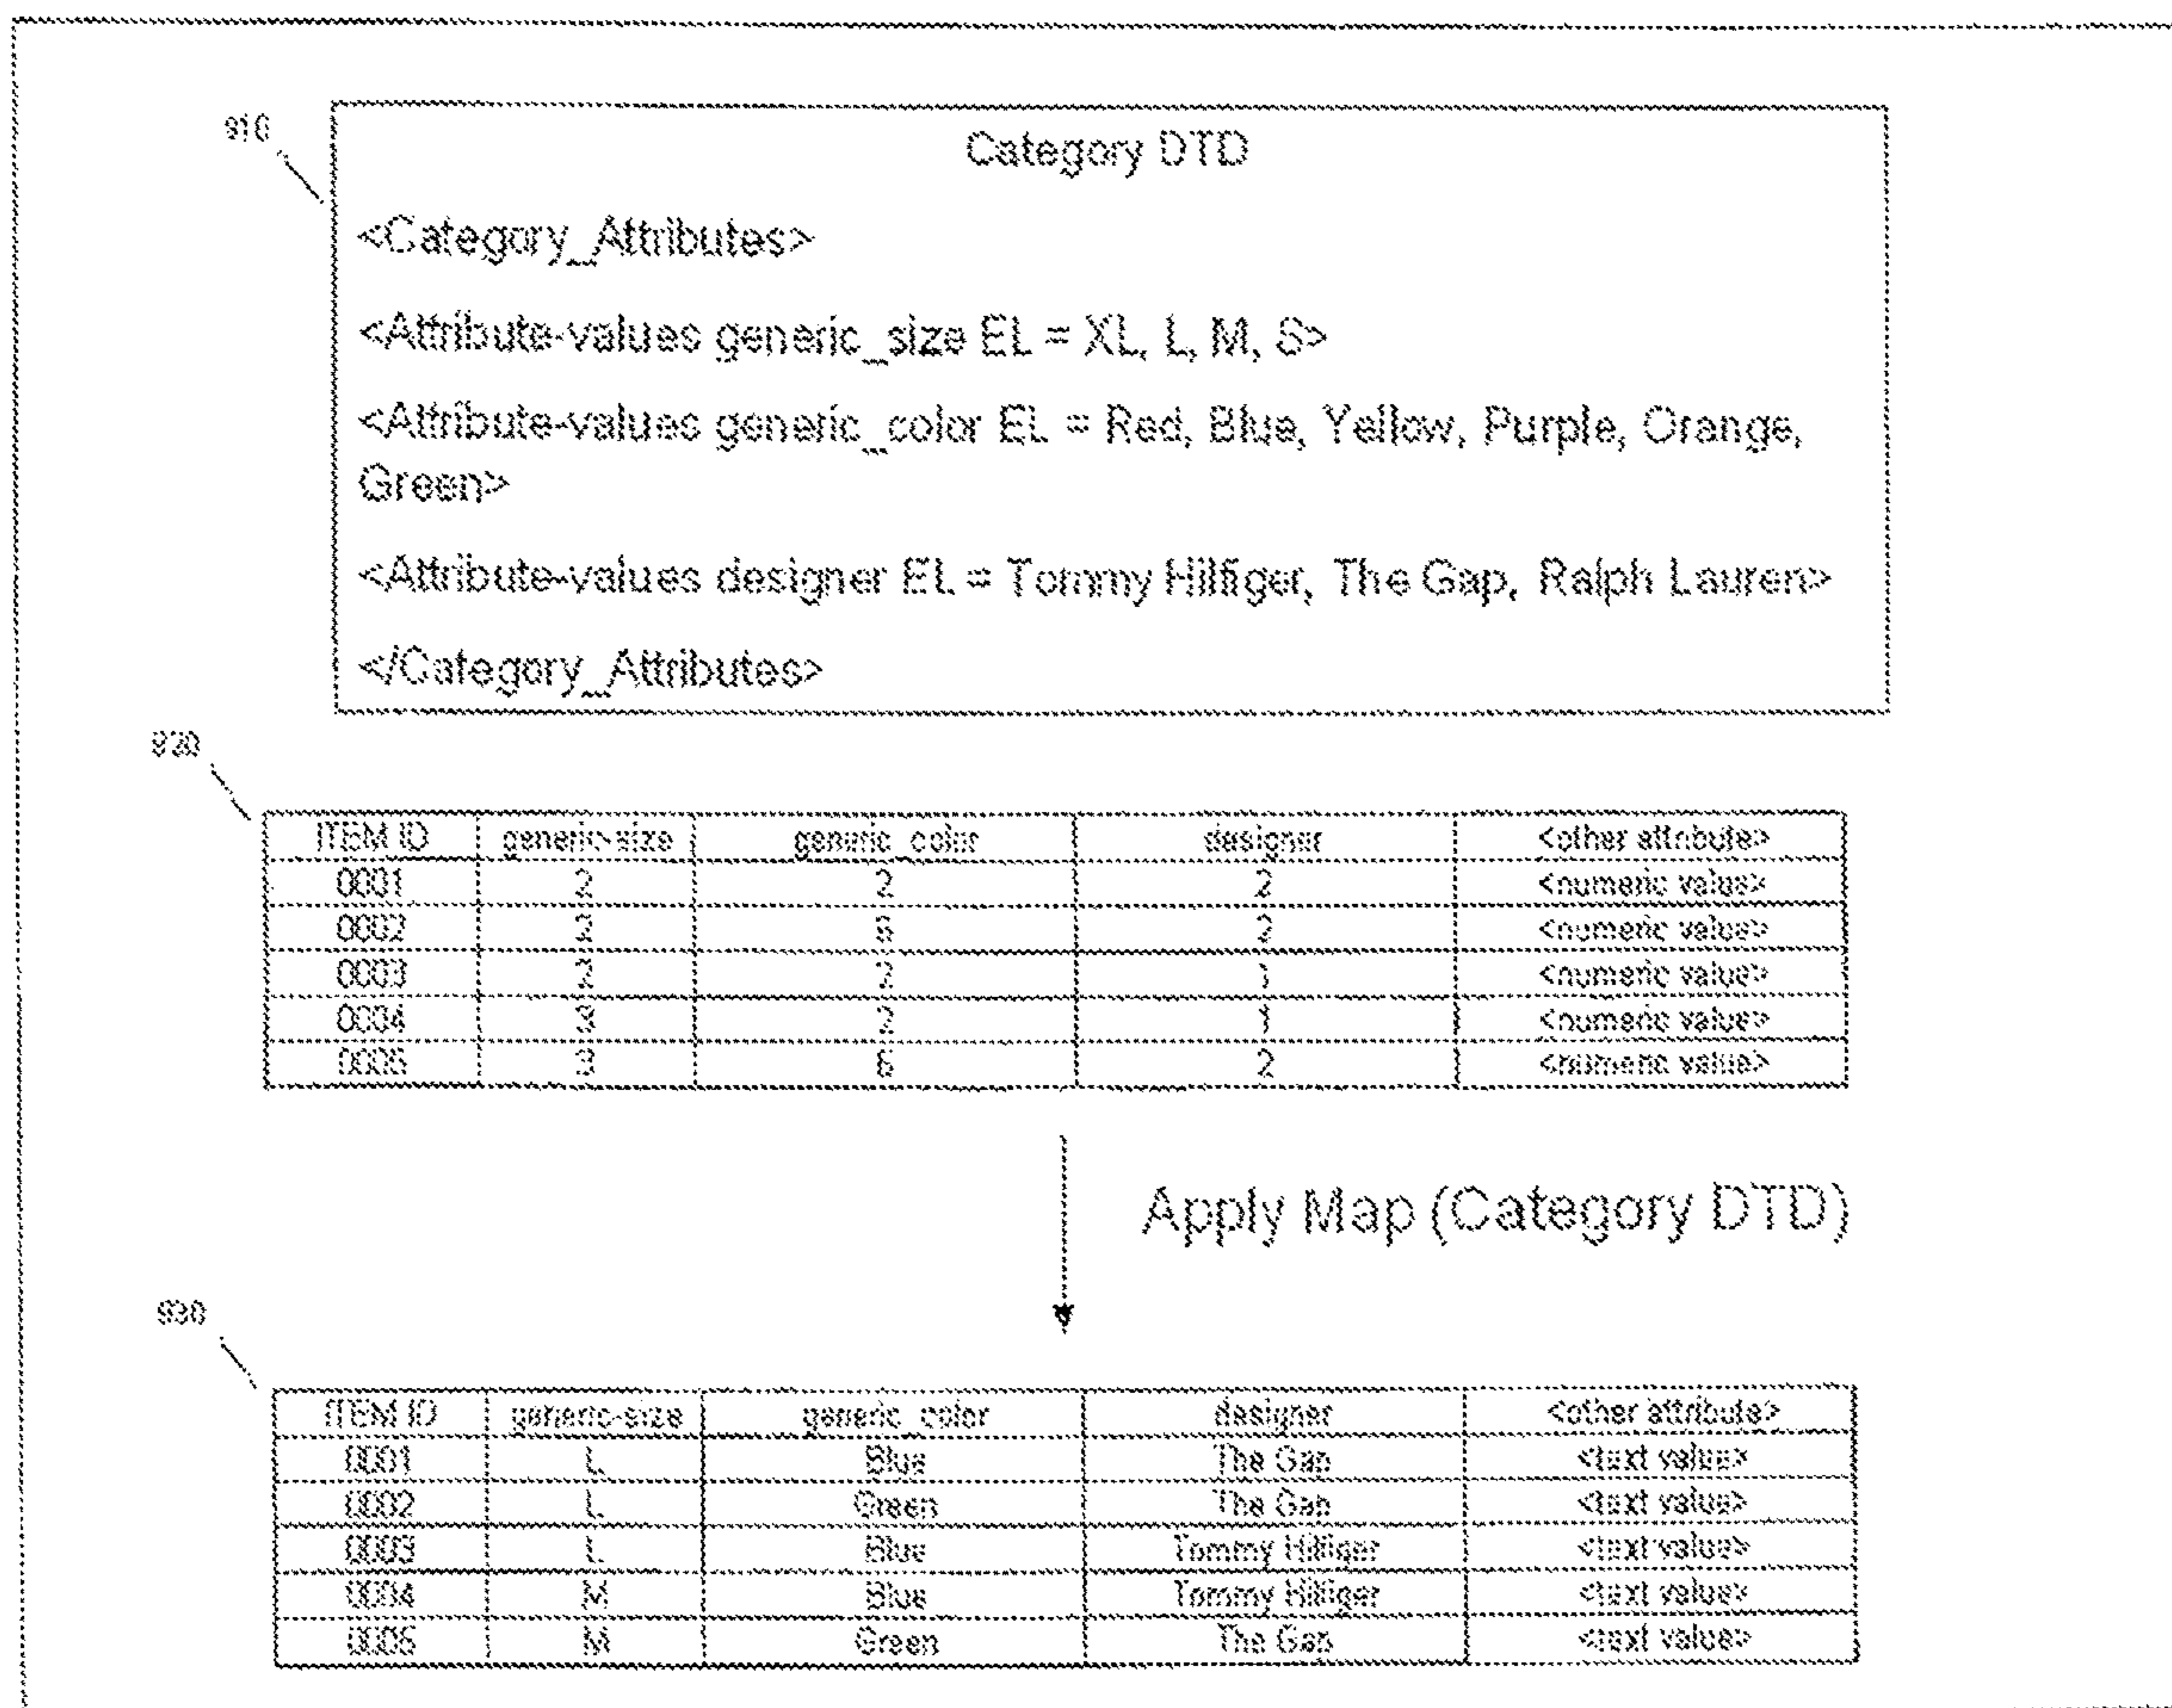 910
Category DTD
<Category_Attributes>
<Attribute-values generic_size EL = XL, L, M, S>
<Attribute-values generic_color EL = Red, Blue, Yellow, Purple, Orange,
Green>
<Attribute-values designer EL = Tommy Hilfiger, The Gap, Ralph Lauren>
</Category_Attributes>
920
ITEM ID generic-size generic_color designer <other attribute>
0001 2 2 2 <numeric value>
0002 2 6 2 <numeric value>
0003 2 2 1 <numeric value>
0004 3 2 1 <numeric value>
0005 3 6 2 <numeric value>
Apply Map (Category DTD)
930
ITEM ID generic-size generic_color designer <other attribute>
0001 L Blue The Gap <text value>
0002 L Green The Gap <text value>
0003 L Blue Tommy Hilfiger <text value>
0004 M Blue Tommy Hilfiger <text value>
0005 M Green The Gap <text value>